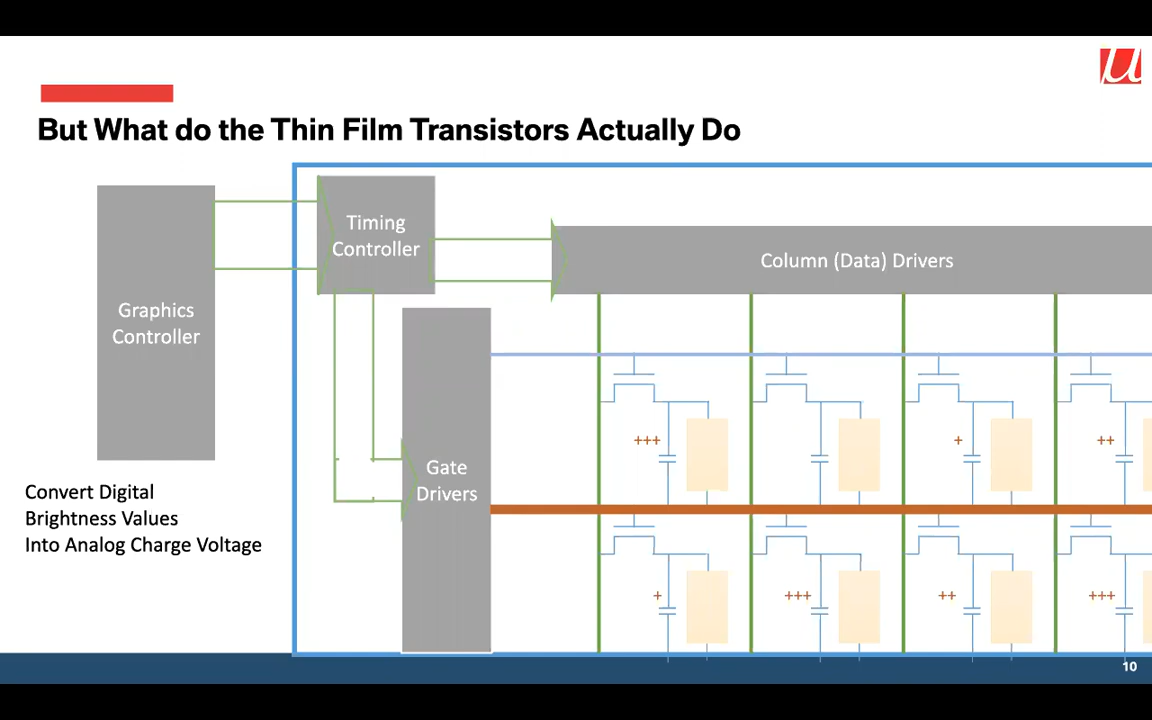 But What do the Thin Film Transistors Actually Do
Timing
Controller
Column (Data) Drivers
Graphics
Controller
+++
+
++
Gate
Drivers
Convert Digital
Brightness Values
Into Analog Charge Voltage
+
+++
++
+++
10